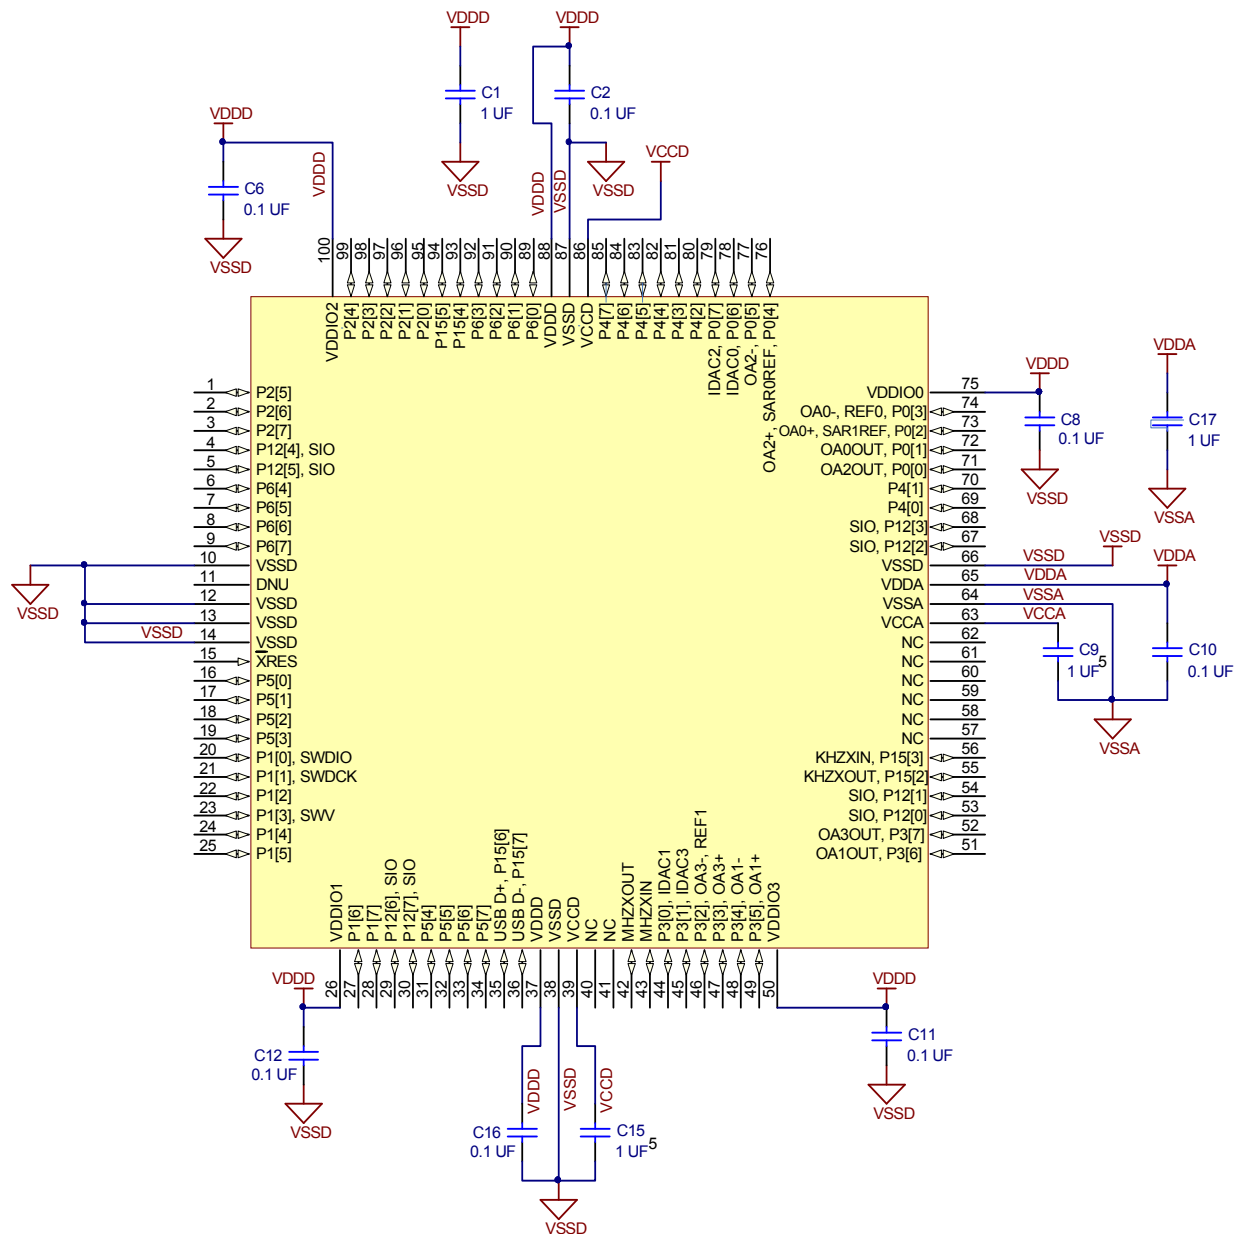 VDDD
VDDD
C1
1 UF
C2
0.1 UF
VDDD
VCCD
VDDD
VDDD
VSSD
VSSD
VSSD
C6
0.1 UF
VSSD
100
99
98
97
96
95
94
93
92
91
90
89
88
87
86
85
84
83
82
81
80
79
78
77
76
VDDIO2
P2[4]
P2[3]
P2[2]
P2[1]
P2[0]
P15[5]
P15[4]
P6[3]
P6[2]
P6[1]
P6[0]
VDDD
VSSD
VCCD
P4[7]
P4[6]
P4[5]
P4[4]
P4[3]
P4[2]
IDAC2, P0[7]
IDAC0, P0[6]
OA2-, P0[5]
OA2+, SAR0REF, P0[4]
1 P2[5]
2 P2[6]
3 P2[7]
4 P12[4], SIO
5 P12[5], SIO
6 P6[4]
7 P6[5]
8 P6[6]
9 P6[7]
10 VSSD
11 DNU
12 VSSD
13 VSSD
VSSD 14 VSSD
15 XRES
16 P5[0]
17 P5[1]
18 P5[2]
19 P5[3]
20 P1[0], SWDIO
21 P1[1], SWDCK
22 P1[2]
23 P1[3], SWV
24 P1[4]
25 P1[5]
VSSD
VDDIO0 75
OA0-, REF0, P0[3] 74
OA0+, SAR1REF, P0[2] 73
OA0OUT, P0[1] 72
OA2OUT, P0[0] 71
P4[1] 70
P4[0] 69
SIO, P12[3] 68
SIO, P12[2] 67
VSSD 66 VSSD
VDDA 65 VDDA
VSSA 64 VSSA
VCCA 63 VCCA
NC 62
NC 61
NC 60
NC 59
NC 58
NC 57
KHZXIN, P15[3] 56
KHZXOUT, P15[2] 55
SIO, P12[1] 54
SIO, P12[0] 53
OA3OUT, P3[7] 52
OA1OUT, P3[6] 51
VDDD
C8
0.1 UF
VSSD
VDDA
C17
1 UF
VSSA
VSSD
VDDA
C9
1 UF5
C10
0.1 UF
VSSA
VDDIO1
P1[6]
P1[7]
P12[6], SIO
P12[7], SIO
P5[4]
P5[5]
P5[6]
P5[7]
USB D+, P15[6]
USB D-, P15[7]
VDDD
VSSD
VCCD
NC
NC
MHZXOUT
MHZXIN
P3[0], IDAC1
P3[1], IDAC3
P3[2], OA3-, REF1
P3[3], OA3+
P3[4], OA1-
P3[5], OA1+
VDDIO3
26
27
28
29
30
31
32
33
34
35
36
37
38
39
40
41
42
43
44
45
46
47
48
49
50
VDDD
C12
0.1 UF
VSSD
VDDD
VSSD
VCCD
C16
0.1 UF
C15
1 UF5
VSSD
VDDD
C11
0.1 UF
VSSD